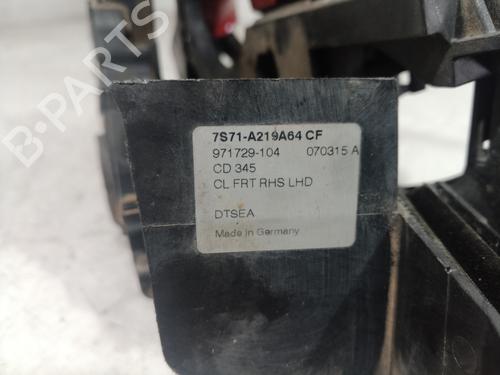 B-PARTS
7S71-A219A64 CF
971729-104 070315 A
CD 345
CL FRT RHS LHD
DTSEA
Made in Germany